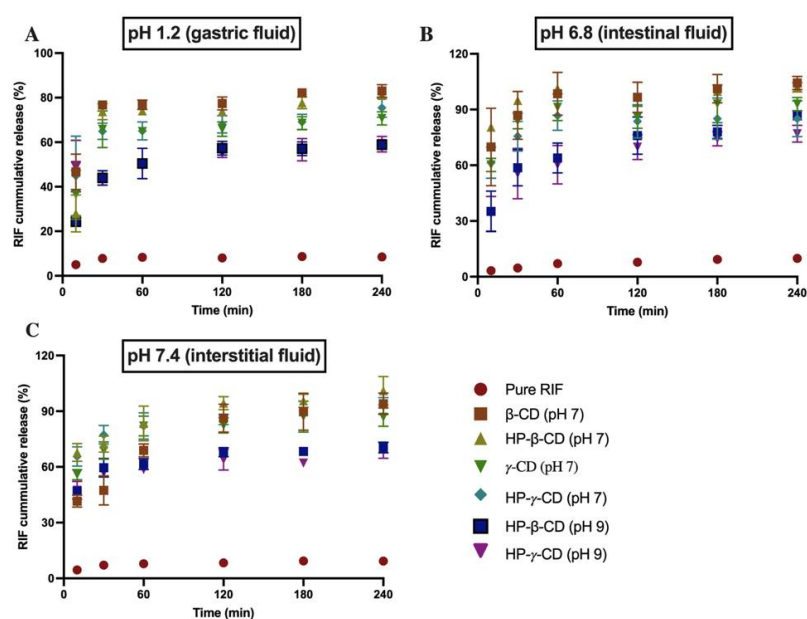 A
pH 1.2 (gastric fluid)
RIF cummulative release (%)
100
80
60
40
20
0
0
60
120
180
240
Time (min)
B
pH 6.8 (intestinal fluid)
RIF cummulative release (%)
120
90
60
30
0
0
60
120
180
240
Time (min)
C
pH 7.4 (interstitial fluid)
RIF cummulative release (%)
120
90
60
30
0
0
60
120
180
240
Time (min)
Pure RIF
β-CD (pH 7)
HP-β-CD (pH 7)
γ-CD (pH 7)
HP-γ-CD (pH 7)
HP-β-CD (pH 9)
HP-γ-CD (pH 9)